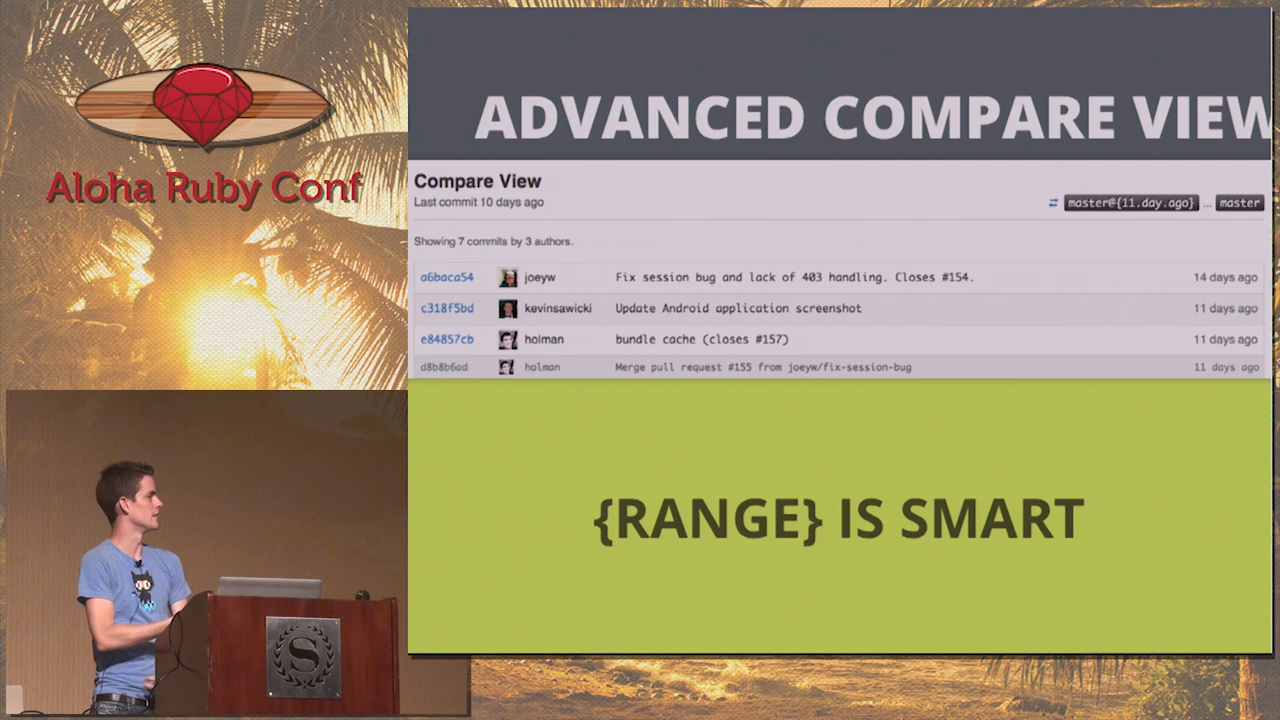 Aloha Ruby Conf
ADVANCED COMPARE VIEW
Compare View
Last commit 10 days ago
master@{11.day.ago} ... master
Showing 7 commits by 3 authors.
a6baca54 joeyw Fix session bug and lack of 403 handling. Closes #154. 14 days ago
c318f5bd kevinsawicki Update Android application screenshot 11 days ago
e84857cb holman bundle cache (closes #157) 11 days ago
d8b8b6ad holman Merge pull request #155 from joeyw/fix-session-bug 11 days ago
{RANGE} IS SMART
S